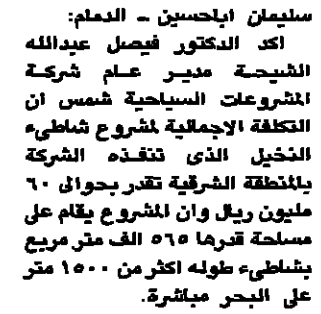 سليمان اباحسين - الدمام:
اكد الدكتور فيصل عبدالله
الشيحة مدير عام شركة
المشروعات السياحية شمس ان
التكلفة الاجمالية لمشروع شاطىء
النخيل الذى تنفذه الشركة
بالمنطقة الشرقية تقدر بحوالى ٦٠
مليون ريال وان المشروع يقام على
مساحة قدرها ٥٦٥ الف متر مربع
بشاطىء طوله اكثر من ١٥٠٠ متر
على البحر مباشرة.